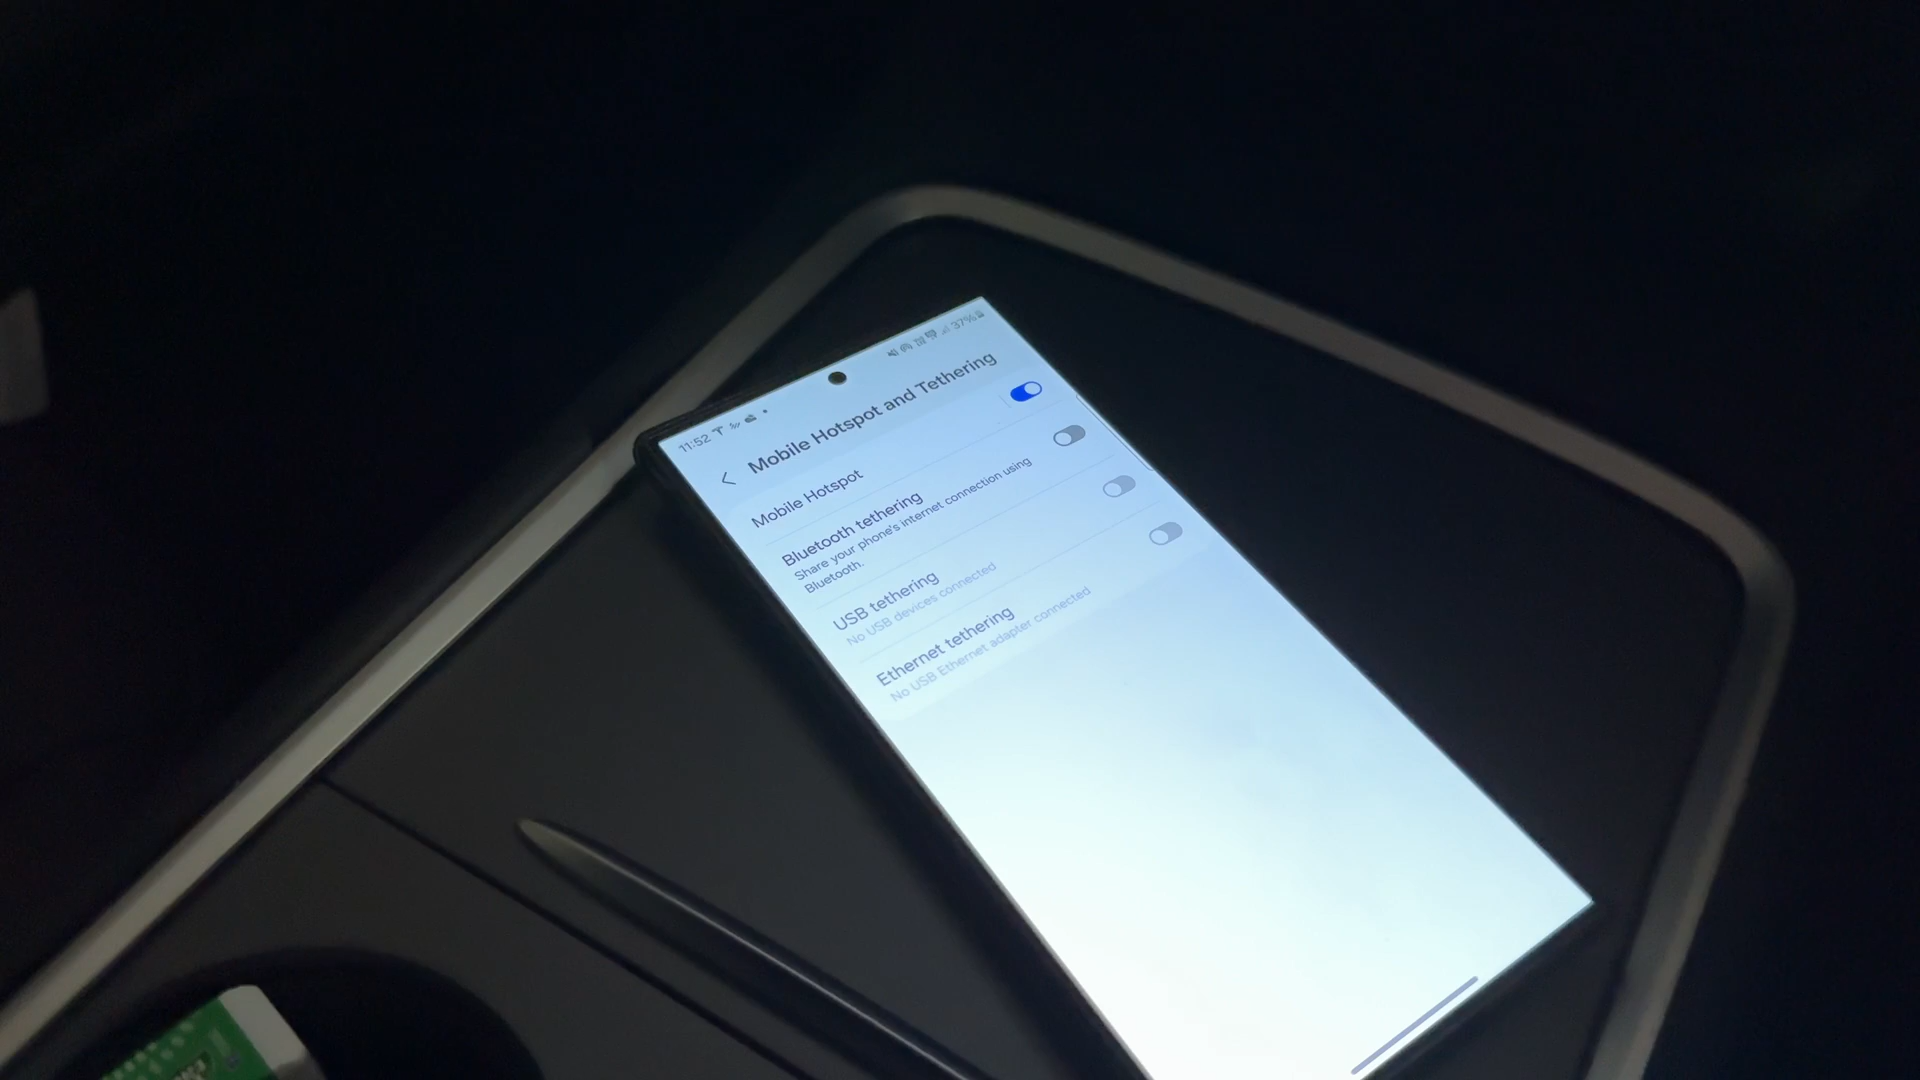 11:52
37%
Mobile Hotspot and Tethering
Mobile Hotspot
Bluetooth tethering
Share your phone's internet connection using
Bluetooth.
USB tethering
No USB devices connected
Ethernet tethering
No USB Ethernet adapter connected